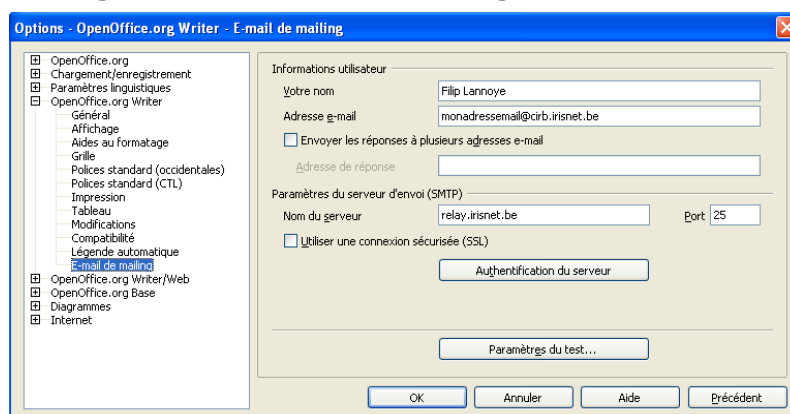 Options - OpenOffice.org Writer - E-mail de mailing
OpenOffice.org
Chargement/enregistrement
Paramètres linguistiques
OpenOffice.org Writer
Général
Affichage
Aides au formatage
Grille
Polices standard (occidentales)
Polices standard (CTL)
Impression
Tableau
Modifications
Compatibilité
Légende automatique
E-mail de mailing
OpenOffice.org Writer/Web
OpenOffice.org Base
Diagrammes
Internet
Informations utilisateur
Votre nom Filip Lannoye
Adresse e-mail monadressemail@cirb.irisnet.be
Envoyer les réponses à plusieurs adresses e-mail
Adresse de réponse
Paramètres du serveur d'envoi (SMTP)
Nom du serveur relay.irisnet.be Port 25
Utiliser une connexion sécurisée (SSL)
Authentification du serveur
Paramètres du test...
OK Annuler Aide Précédent